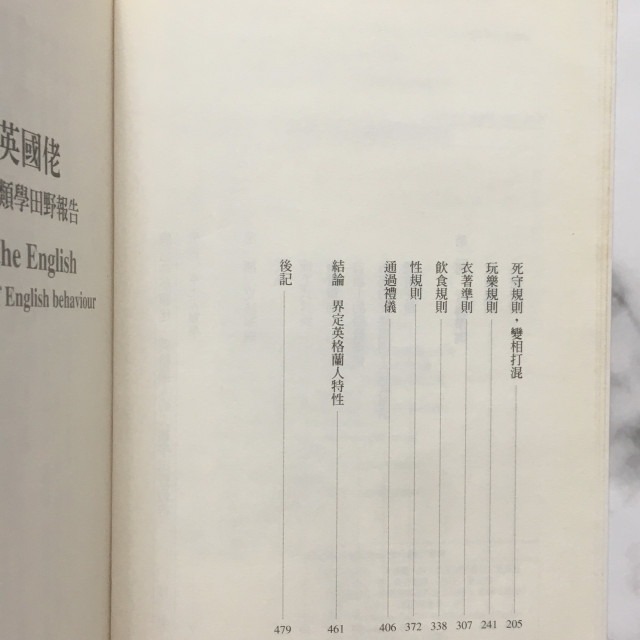 死守規則·變相打混 205
玩樂規則 241
衣著準則 307
飲食規則 338
性規則 372
通過禮儀 406
結論 界定英格蘭人特性 461
後記 479
英國佬
類學田野報告
he English
English behaviour